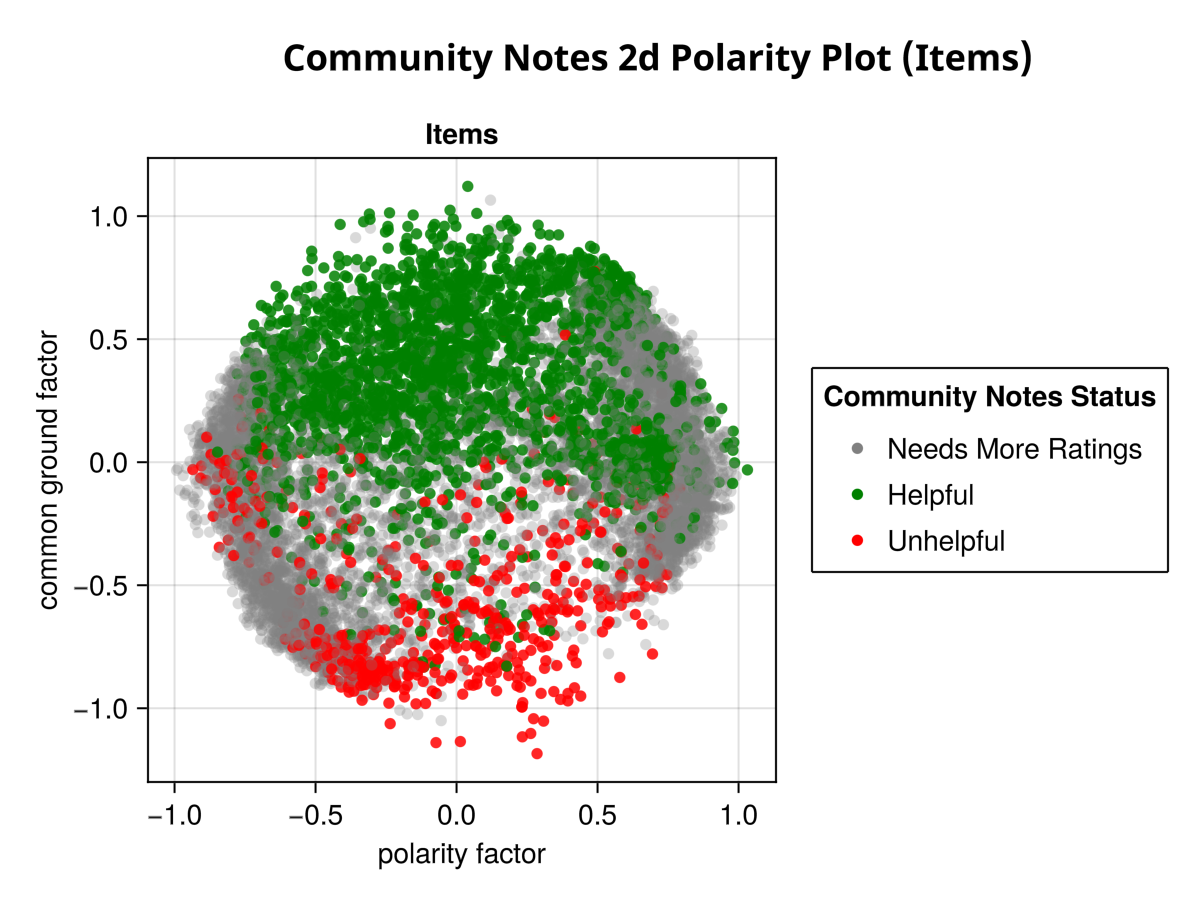 Community Notes 2d Polarity Plot (Items)
Items
common ground factor
1.0
0.5
0.0
−0.5
−1.0
−1.0
−0.5
0.0
0.5
1.0
polarity factor
Community Notes Status
Needs More Ratings
Helpful
Unhelpful